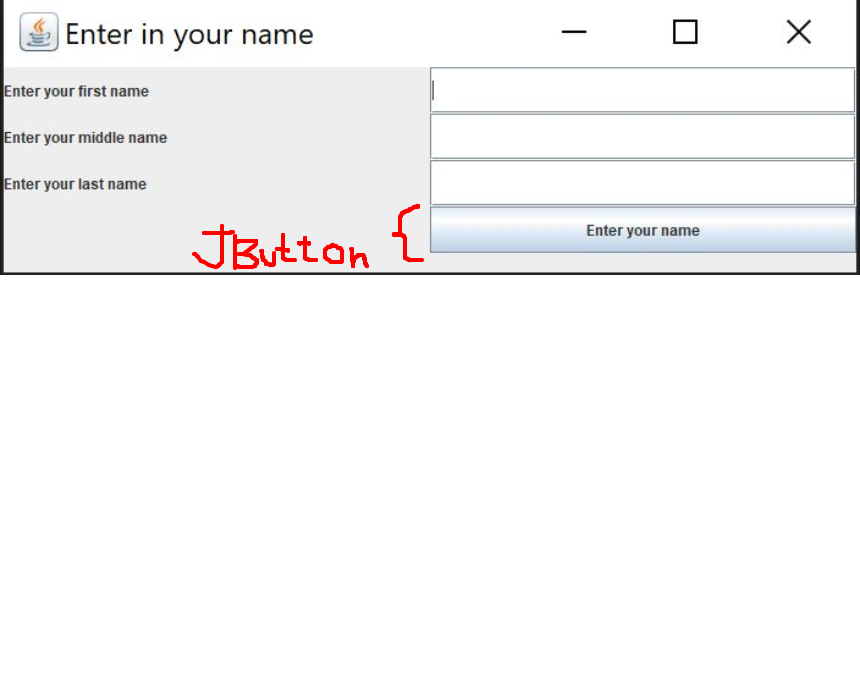 Enter in your name
Enter your first name
Enter your middle name
Enter your last name
JButton { Enter your name